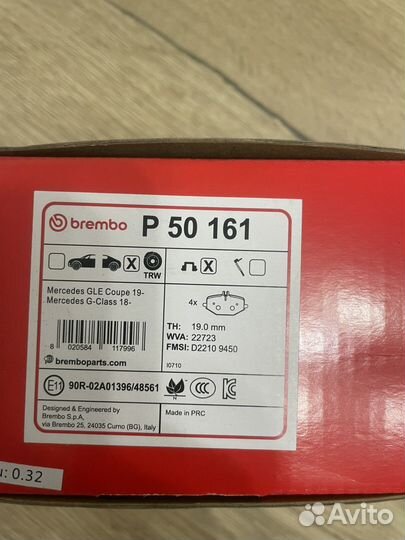 brembo P 50 161
X TRW X
Mercedes GLE Coupe 19-
Mercedes G-Class 18-
4x
TH: 19.0 mm
WVA: 22723
FMSI: D2210 9450
8 020584 117996
bremboparts.com
I0710
E11 90R-02A01396/48561
N
CCC
Designed & Engineered by
Brembo S.p.A,
via Brembo 25, 24035 Curno (BG), Italy
Made in PRC
u: 0.32
Avito